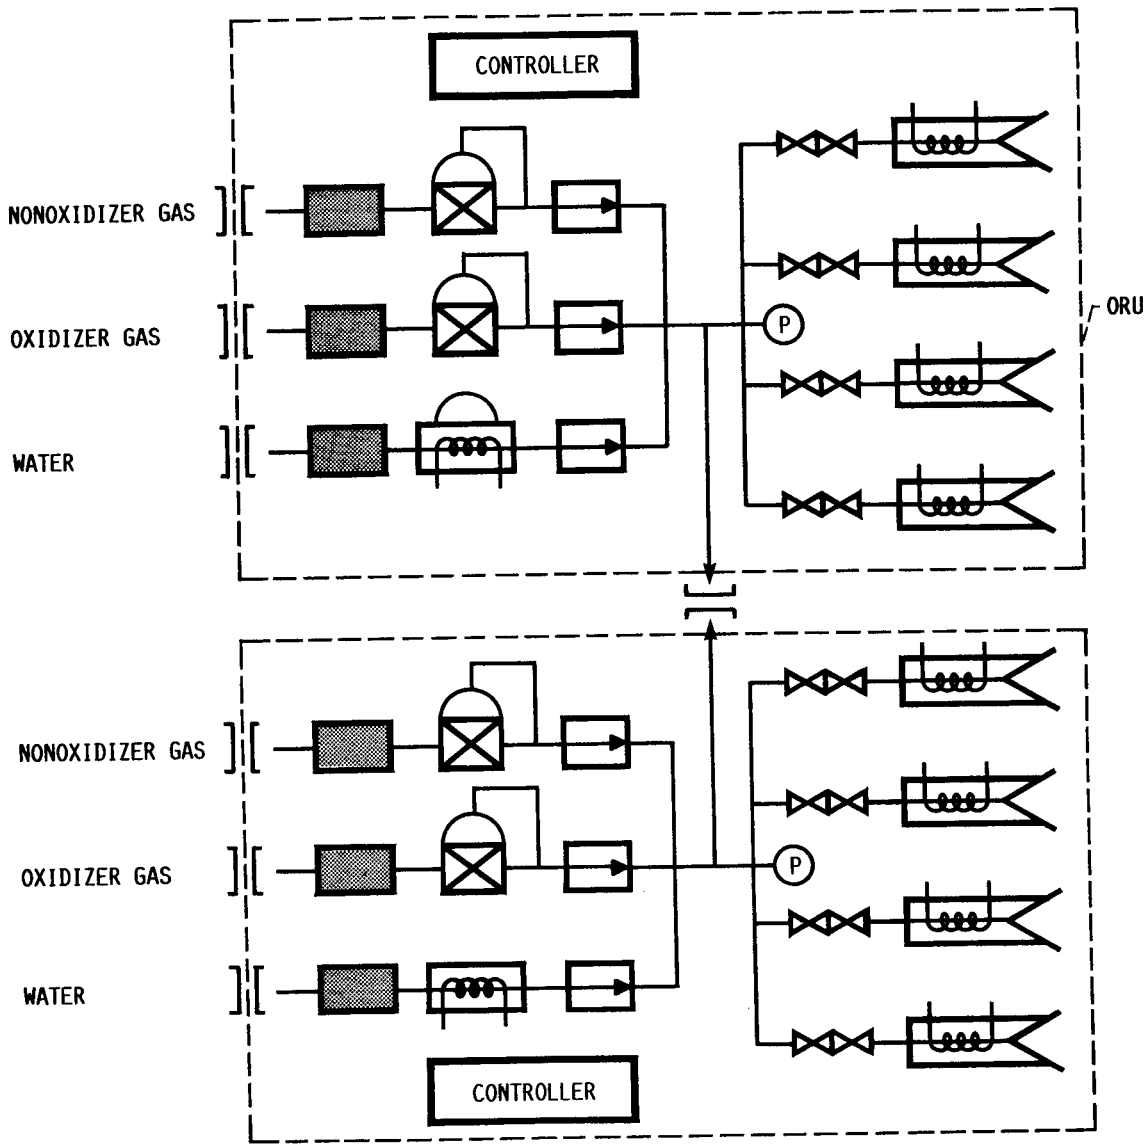 CONTROLLER
NONOXIDIZER GAS
OXIDIZER GAS
P
ORU
WATER
NONOXIDIZER GAS
OXIDIZER GAS
P
WATER
CONTROLLER